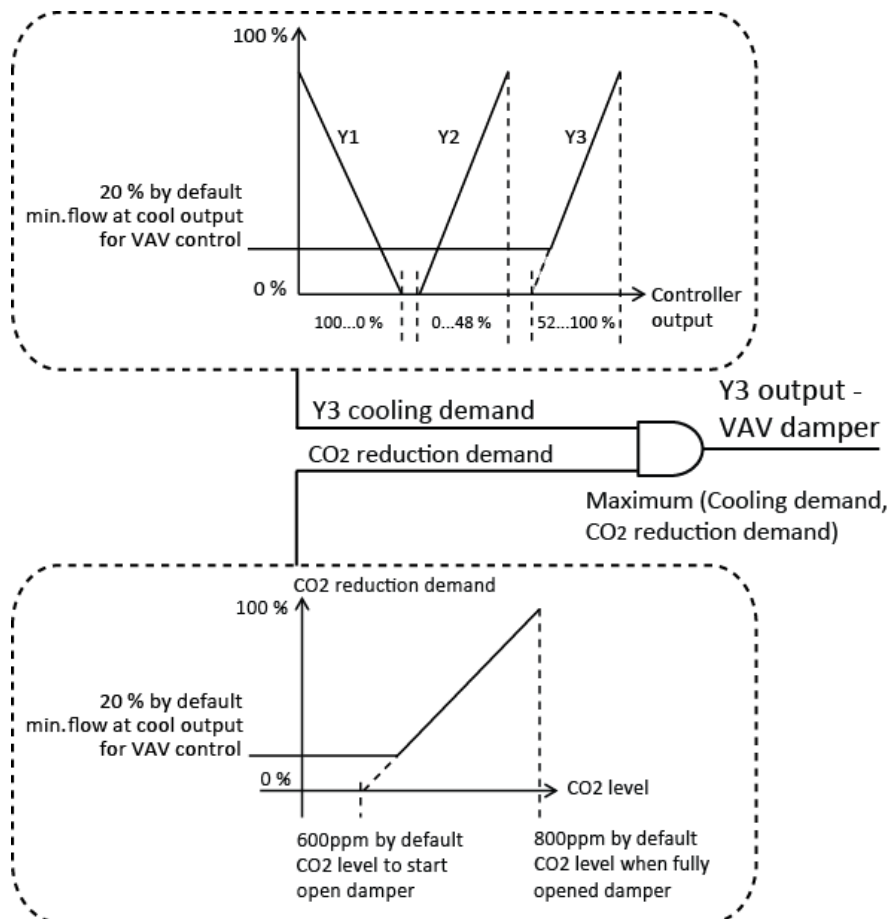 100 %
Y1
Y2
Y3
20 % by default
min.flow at cool output
for VAV control
0 %
Controller
output
100...0 %
0...48 %
52...100 %
Y3 cooling demand
Y3 output -
VAV damper
CO2 reduction demand
Maximum (Cooling demand,
CO2 reduction demand)
CO2 reduction demand
100 %
20 % by default
min.flow at cool output
for VAV control
0 %
CO2 level
600ppm by default
CO2 level to start
open damper
800ppm by default
CO2 level when fully
opened damper